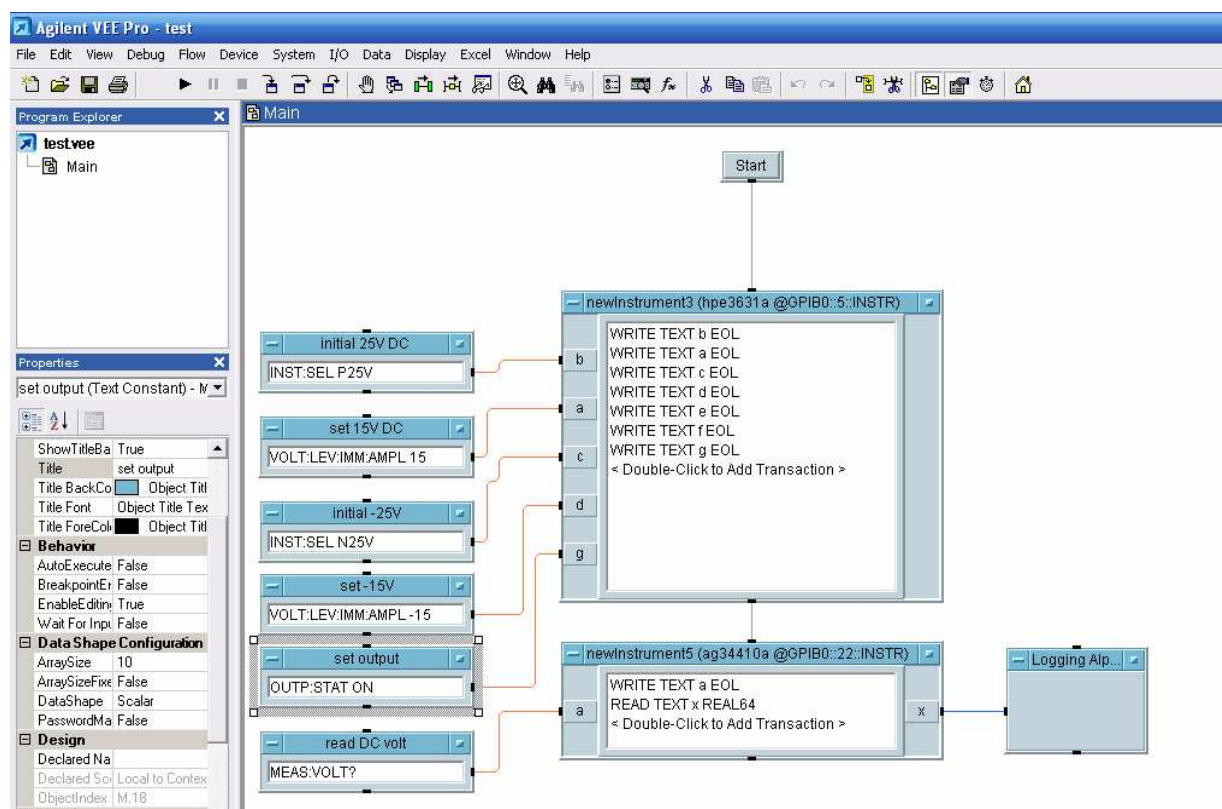 Agilent VEE Pro - test
File Edit View Debug Flow Device System I/O Data Display Excel Window Help
Program Explorer
test.vee
Main
Properties
set output (Text Constant) - M
ShowTitleBa True
Title set output
Title BackCo Object Titl
Title Font Object Title Tex
Title ForeColo Object Titl
Behavior
AutoExecute False
BreakpointEr False
EnableEditing True
Wait For Inpu False
Data Shape Configuration
ArraySize 10
ArraySizeFixe False
DataShape Scalar
PasswordMa False
Design
Declared Na
Declared Sco Local to Contex
ObjectIndex M.18
Main
Start
newInstrument3 (hpe3631a @GPIB0::5::INSTR)
b
a
c
d
g
WRITE TEXT b EOL
WRITE TEXT a EOL
WRITE TEXT c EOL
WRITE TEXT d EOL
WRITE TEXT e EOL
WRITE TEXT f EOL
WRITE TEXT g EOL
< Double-Click to Add Transaction >
initial 25V DC
INST:SEL P25V
set 15V DC
VOLT:LEV:IMM:AMPL 15
initial -25V
INST:SEL N25V
set -15V
VOLT:LEV:IMM:AMPL -15
set output
OUTP:STAT ON
read DC volt
MEAS:VOLT?
newInstrument5 (ag34410a @GPIB0::22::INSTR)
a
WRITE TEXT a EOL
READ TEXT x REAL64
< Double-Click to Add Transaction >
x
Logging Alp...